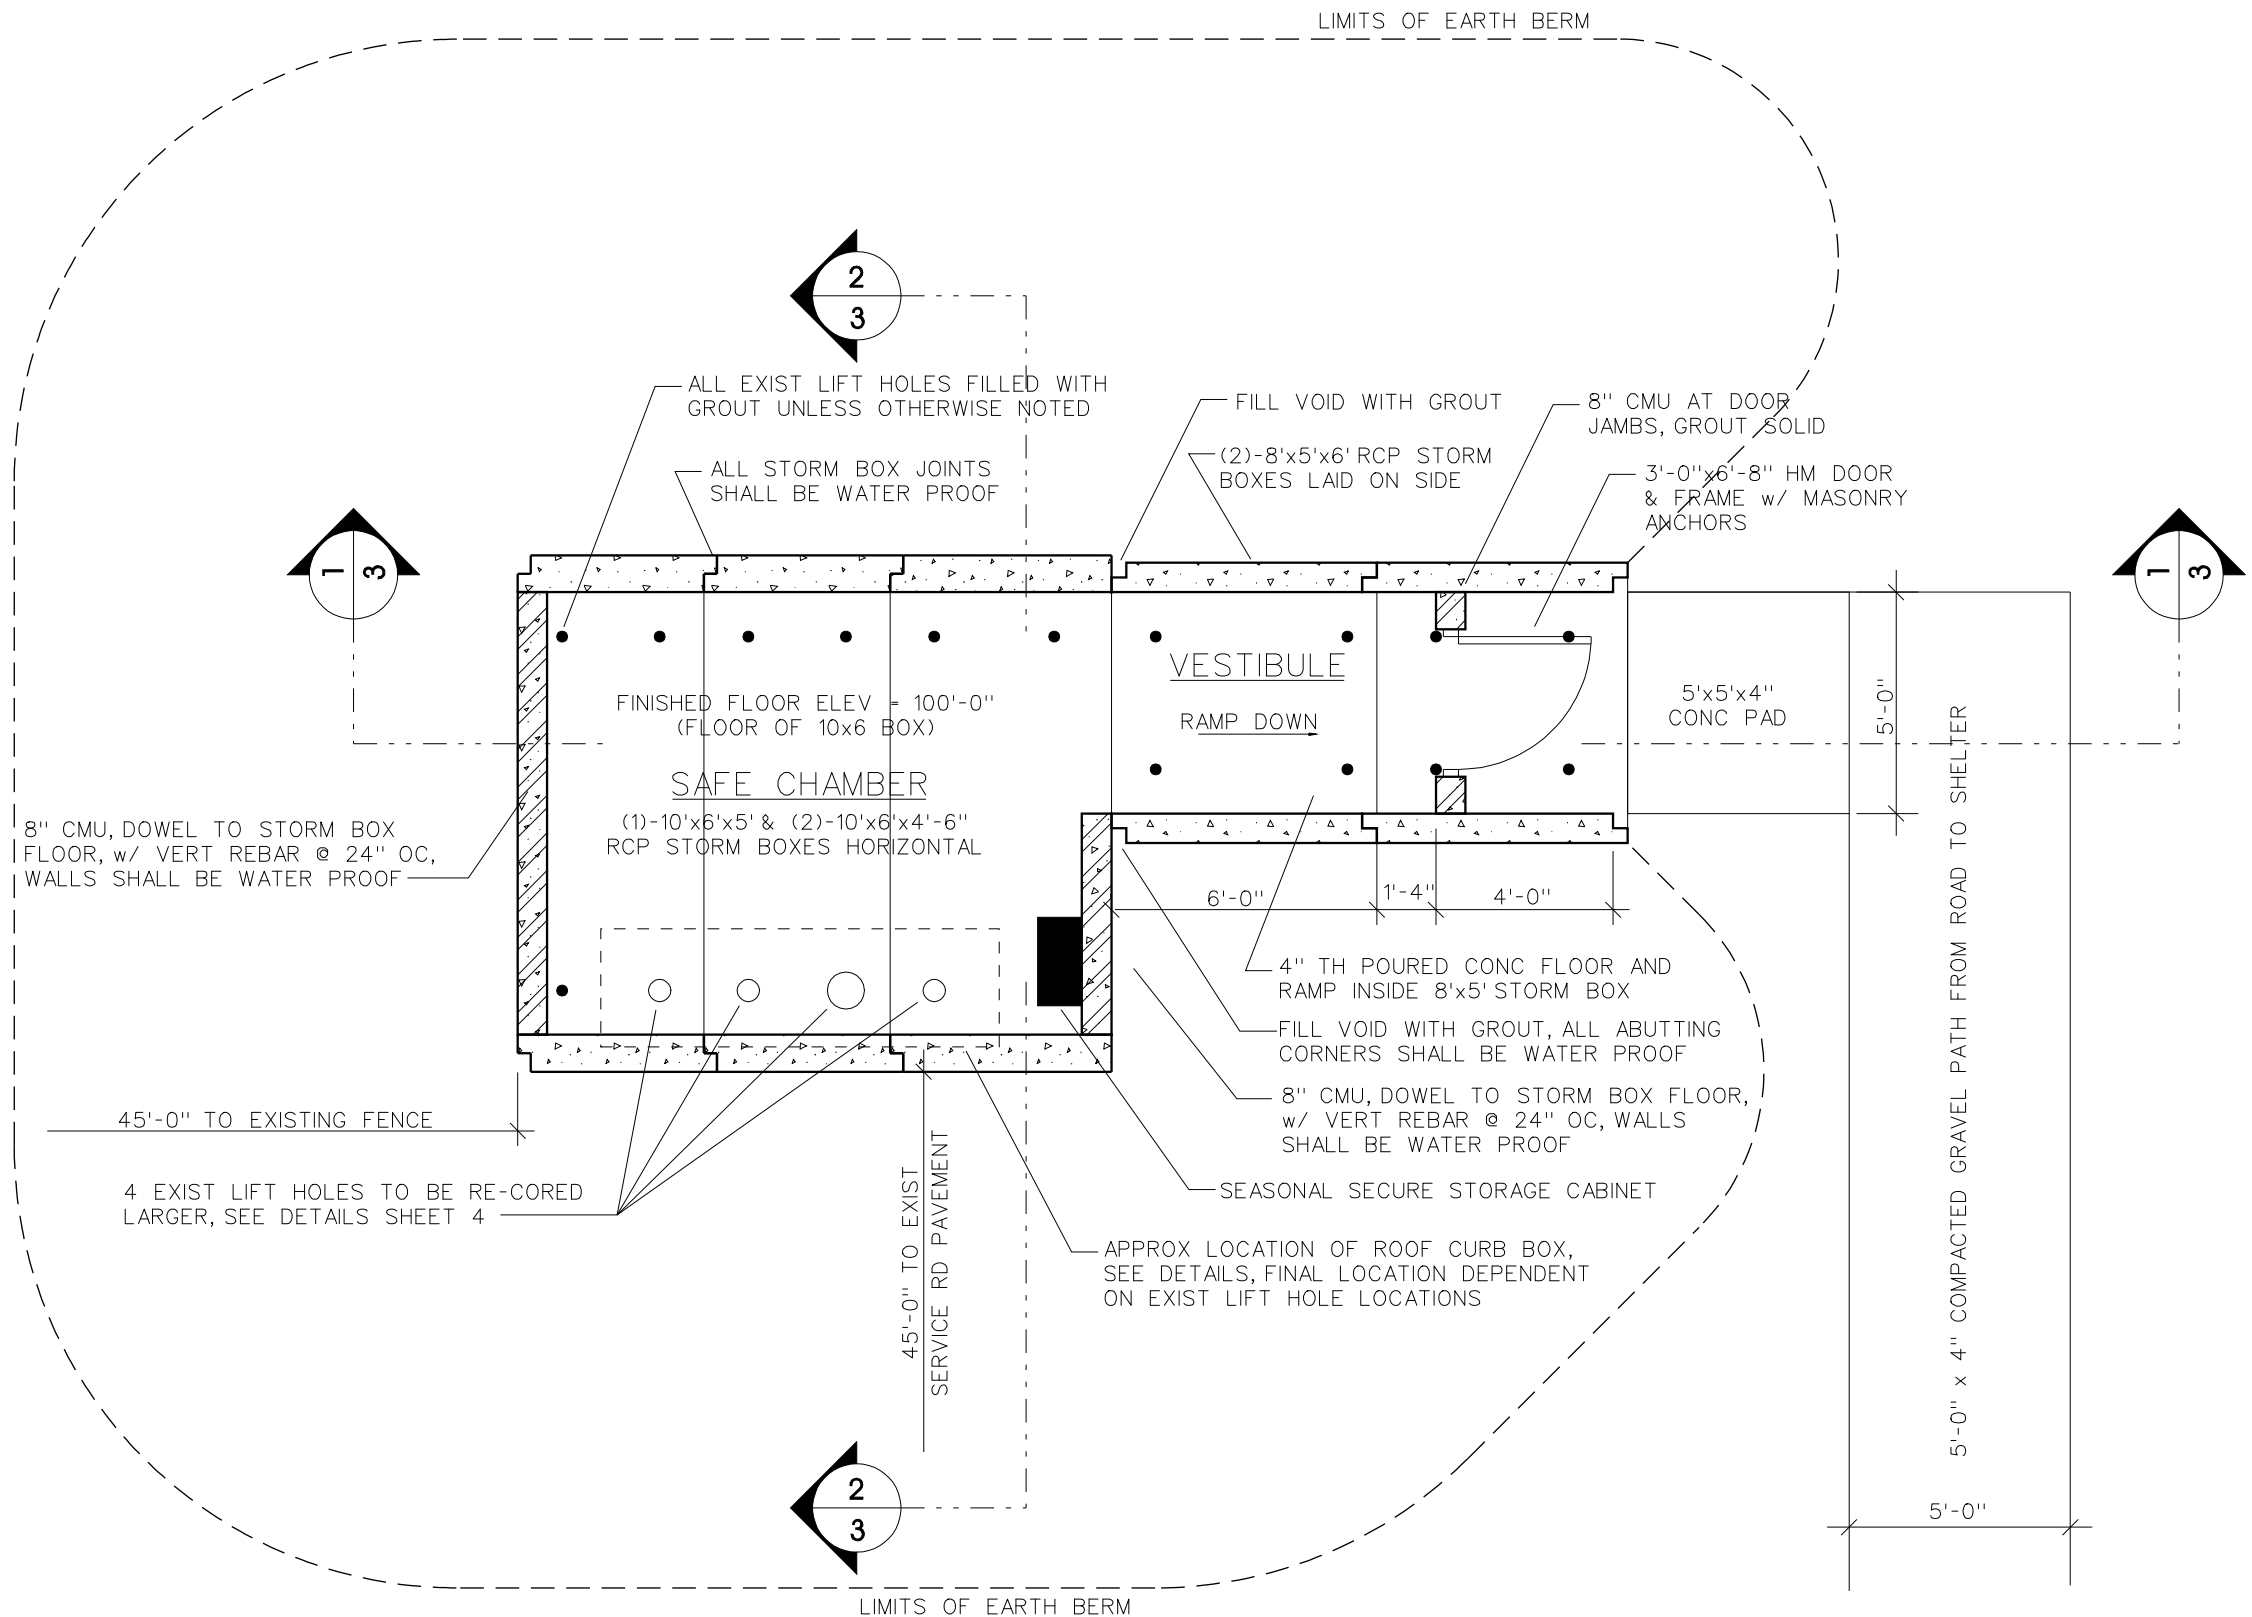 LIMITS OF EARTH BERM
2
3
ALL EXIST LIFT HOLES FILLED WITH
GROUT UNLESS OTHERWISE NOTED
ALL STORM BOX JOINTS
SHALL BE WATER PROOF
FILL VOID WITH GROUT
(2)-8'x5'x6' RCP STORM
BOXES LAID ON SIDE
8" CMU AT DOOR
JAMBS, GROUT SOLID
3'-0"x6'-8" HM DOOR
& FRAME w/ MASONRY
ANCHORS
1
3
1
3
VESTIBULE
RAMP DOWN
FINISHED FLOOR ELEV = 100'-0"
(FLOOR OF 10x6 BOX)
SAFE CHAMBER
(1)-10'x6'x5' & (2)-10'x6'x4'-6"
RCP STORM BOXES HORIZONTAL
5'x5'x4"
CONC PAD
5'-0"
5'-0" x 4" COMPACTED GRAVEL PATH FROM ROAD TO SHELTER
8" CMU, DOWEL TO STORM BOX
FLOOR, w/ VERT REBAR @ 24" OC,
WALLS SHALL BE WATER PROOF
6'-0"
1'-4"
4'-0"
4" TH POURED CONC FLOOR AND
RAMP INSIDE 8'x5' STORM BOX
FILL VOID WITH GROUT, ALL ABUTTING
CORNERS SHALL BE WATER PROOF
8" CMU, DOWEL TO STORM BOX FLOOR,
w/ VERT REBAR @ 24" OC, WALLS
SHALL BE WATER PROOF
SEASONAL SECURE STORAGE CABINET
45'-0" TO EXISTING FENCE
4 EXIST LIFT HOLES TO BE RE-CORED
LARGER, SEE DETAILS SHEET 4
45'-0" TO EXIST
SERVICE RD PAVEMENT
APPROX LOCATION OF ROOF CURB BOX,
SEE DETAILS, FINAL LOCATION DEPENDENT
ON EXIST LIFT HOLE LOCATIONS
2
3
5'-0"
LIMITS OF EARTH BERM